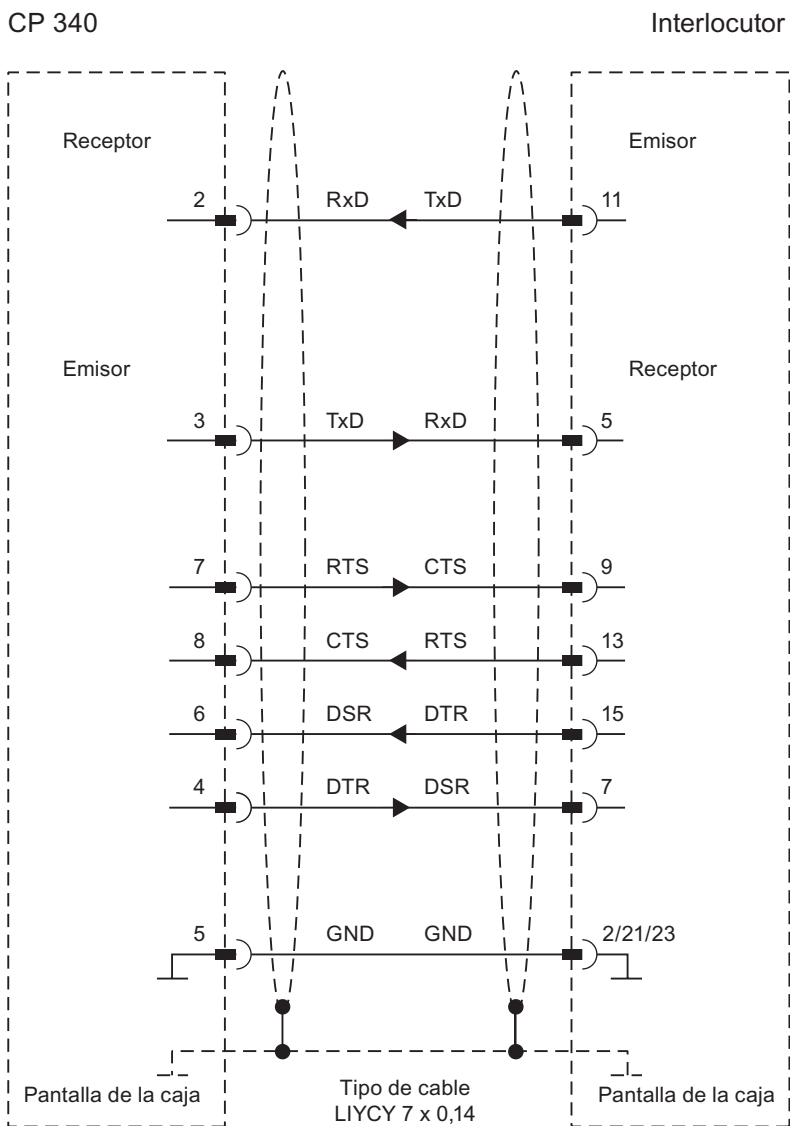 CP 340 Interlocutor
Receptor Emisor
2 RxD TxD 11
Emisor Receptor
3 TxD RxD 5
7 RTS CTS 9
8 CTS RTS 13
6 DSR DTR 15
4 DTR DSR 7
5 GND GND 2/21/23
Pantalla de la caja Tipo de cable Pantalla de la caja
LIYCY 7 x 0,14